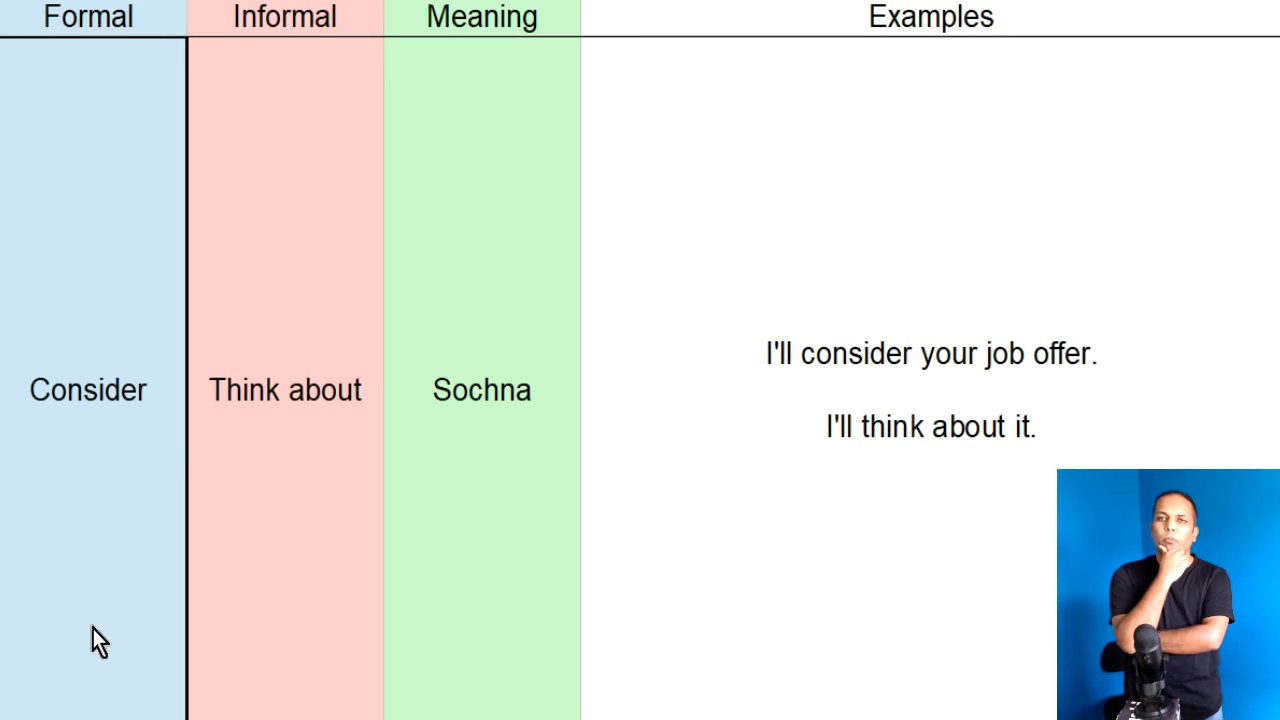 Formal Informal Meaning Examples
Consider Think about Sochna
I'll consider your job offer.
I'll think about it.